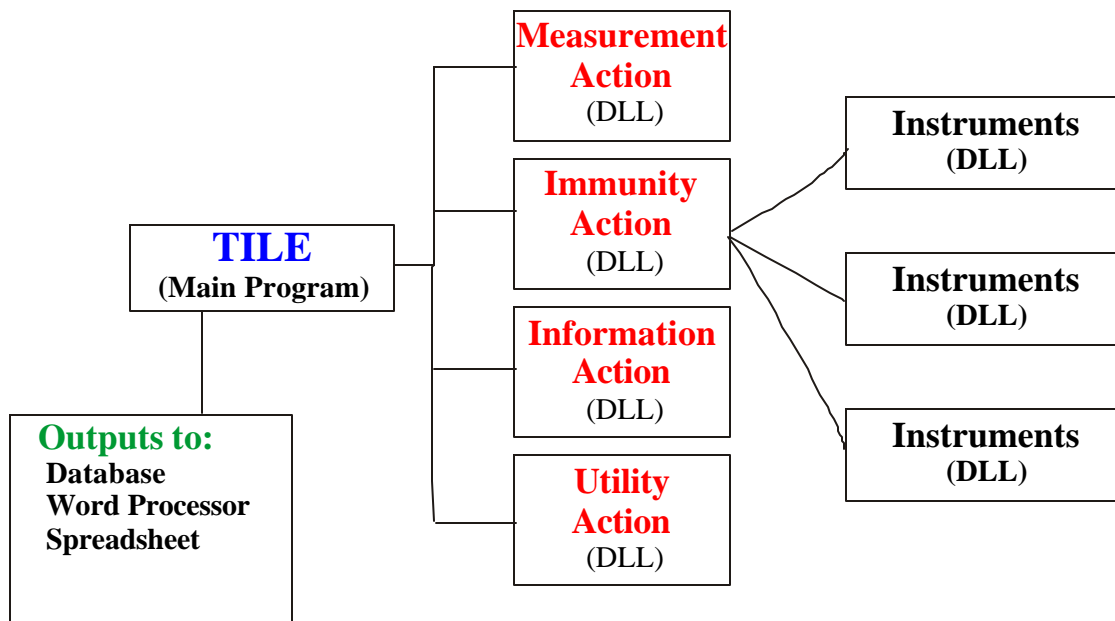 Measurement
Action
(DLL)
Instruments
(DLL)
Immunity
Action
(DLL)
TILE
(Main Program)
Instruments
(DLL)
Information
Action
(DLL)
Outputs to:
Database
Word Processor
Spreadsheet
Instruments
(DLL)
Utility
Action
(DLL)